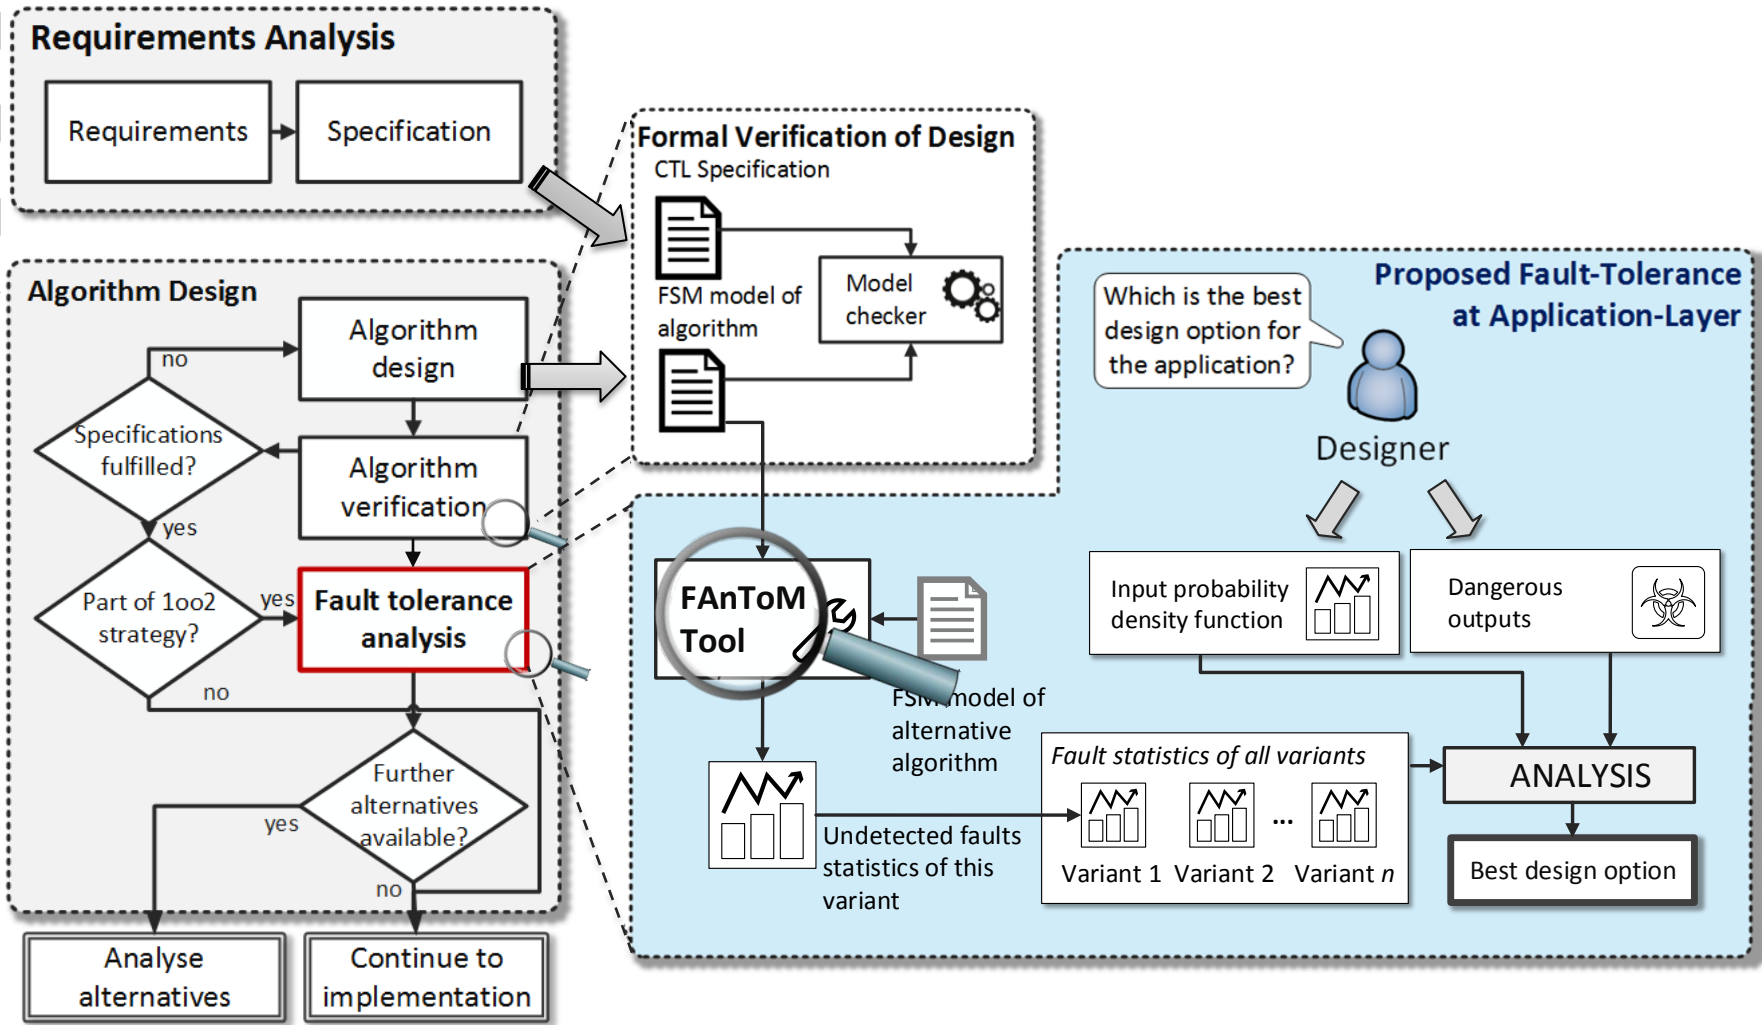 Requirements Analysis
Requirements
Specification
Algorithm Design
Algorithm
design
no
Specifications
fulfilled?
Algorithm
verification
yes
Part of 1oo2
strategy?
yes
Fault tolerance
analysis
no
Further
alternatives
available?
yes
no
Analyse
alternatives
Continue to
implementation
Formal Verification of Design
CTL Specification
FSM model of
algorithm
Model
checker
Proposed Fault-Tolerance
at Application-Layer
Which is the best
design option for
the application?
Designer
Input probability
density function
Dangerous
outputs
FAnToM
Tool
FSM model of
alternative
algorithm
Undetected faults
statistics of this
variant
Fault statistics of all variants
...
Variant 1 Variant 2 Variant n
ANALYSIS
Best design option